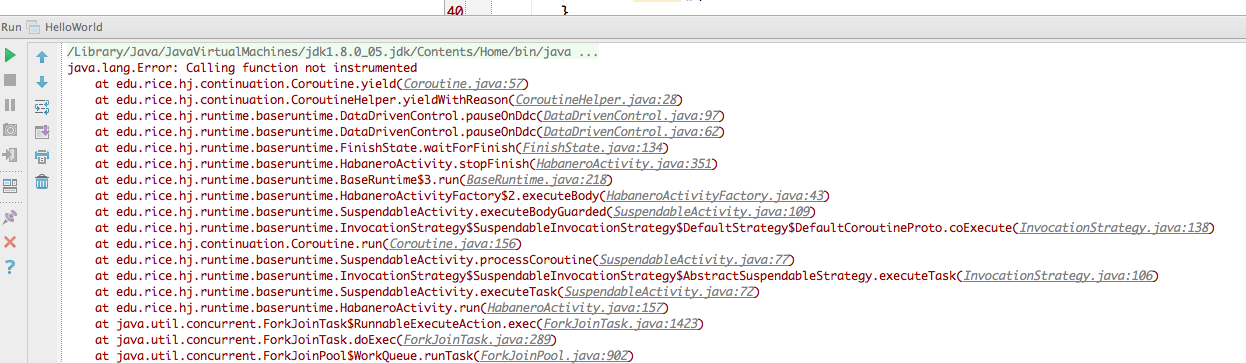 40 }
Run HelloWorld
/Library/Java/JavaVirtualMachines/jdk1.8.0_05.jdk/Contents/Home/bin/java ...
java.lang.Error: Calling function not instrumented
at edu.rice.hj.continuation.Coroutine.yield(Coroutine.java:57)
at edu.rice.hj.continuation.CoroutineHelper.yieldWithReason(CoroutineHelper.java:28)
at edu.rice.hj.runtime.baseruntime.DataDrivenControl.pauseOnDdc(DataDrivenControl.java:97)
at edu.rice.hj.runtime.baseruntime.DataDrivenControl.pauseOnDdc(DataDrivenControl.java:62)
at edu.rice.hj.runtime.baseruntime.FinishState.waitForFinish(FinishState.java:134)
at edu.rice.hj.runtime.baseruntime.HabaneroActivity.stopFinish(HabaneroActivity.java:351)
at edu.rice.hj.runtime.baseruntime.BaseRuntime$3.run(BaseRuntime.java:218)
at edu.rice.hj.runtime.baseruntime.HabaneroActivityFactory$2.executeBody(HabaneroActivityFactory.java:43)
at edu.rice.hj.runtime.baseruntime.SuspendableActivity.executeBodyGuarded(SuspendableActivity.java:109)
at edu.rice.hj.runtime.baseruntime.InvocationStrategy$SuspendableInvocationStrategy$DefaultStrategy$DefaultCoroutineProto.coExecute(InvocationStrategy.java:138)
at edu.rice.hj.continuation.Coroutine.run(Coroutine.java:156)
at edu.rice.hj.runtime.baseruntime.SuspendableActivity.processCoroutine(SuspendableActivity.java:77)
at edu.rice.hj.runtime.baseruntime.InvocationStrategy$SuspendableInvocationStrategy$AbstractSuspendableStrategy.executeTask(InvocationStrategy.java:106)
at edu.rice.hj.runtime.baseruntime.SuspendableActivity.executeTask(SuspendableActivity.java:72)
at edu.rice.hj.runtime.baseruntime.HabaneroActivity.run(HabaneroActivity.java:157)
at java.util.concurrent.ForkJoinTask$RunnableExecuteAction.exec(ForkJoinTask.java:1423)
at java.util.concurrent.ForkJoinTask.doExec(ForkJoinTask.java:289)
at java.util.concurrent.ForkJoinPool$WorkQueue.runTask(ForkJoinPool.java:902)